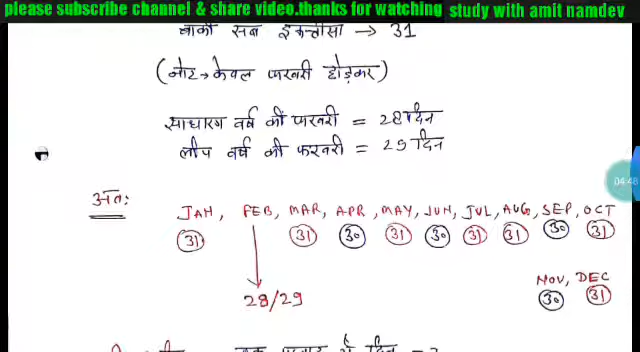 please subscribe channel & share video.thanks for watching study with amit namdev
बाकी सब इकत्तीसा → 31
(नोट → केवल फरवरी छोड़कर)
साधारण वर्ष की फरवरी = 28 दिन
लीप वर्ष की फरवरी = 29 दिन
04:48
अतः
JAN, FEB, MAR, APR, MAY, JUN, JUL, AUG, SEP, OCT
31 31 30 31 30 31 31 30 31
28/29
NOV, DEC
30 31